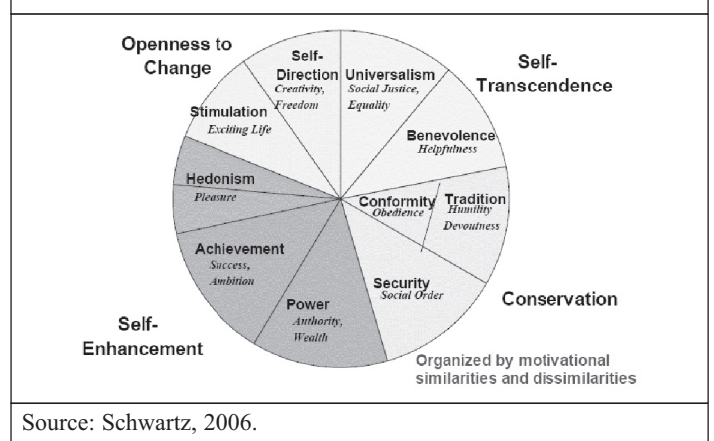 Openness to
Change
Self-
Direction
Creativity,
Freedom
Universalism
Social Justice,
Equality
Self-
Transcendence
Stimulation
Exciting Life
Benevolence
Helpfulness
Hedonism
Pleasure
Conformity
Obedience
Tradition
Humility
Devoutness
Achievement
Success,
Ambition
Security
Social Order
Power
Authority,
Wealth
Conservation
Self-
Enhancement
Organized by motivational
similarities and dissimilarities
Source: Schwartz, 2006.